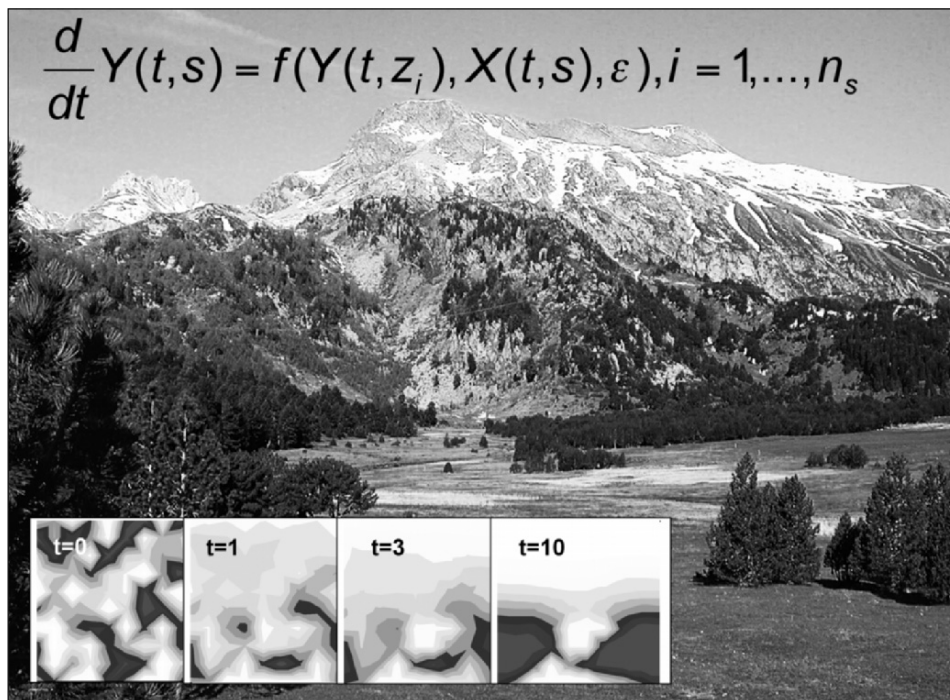 d/dt Y(t,s) = f(Y(t,z_i), X(t,s), ε), i = 1,...,n_s
t=0 t=1 t=3 t=10